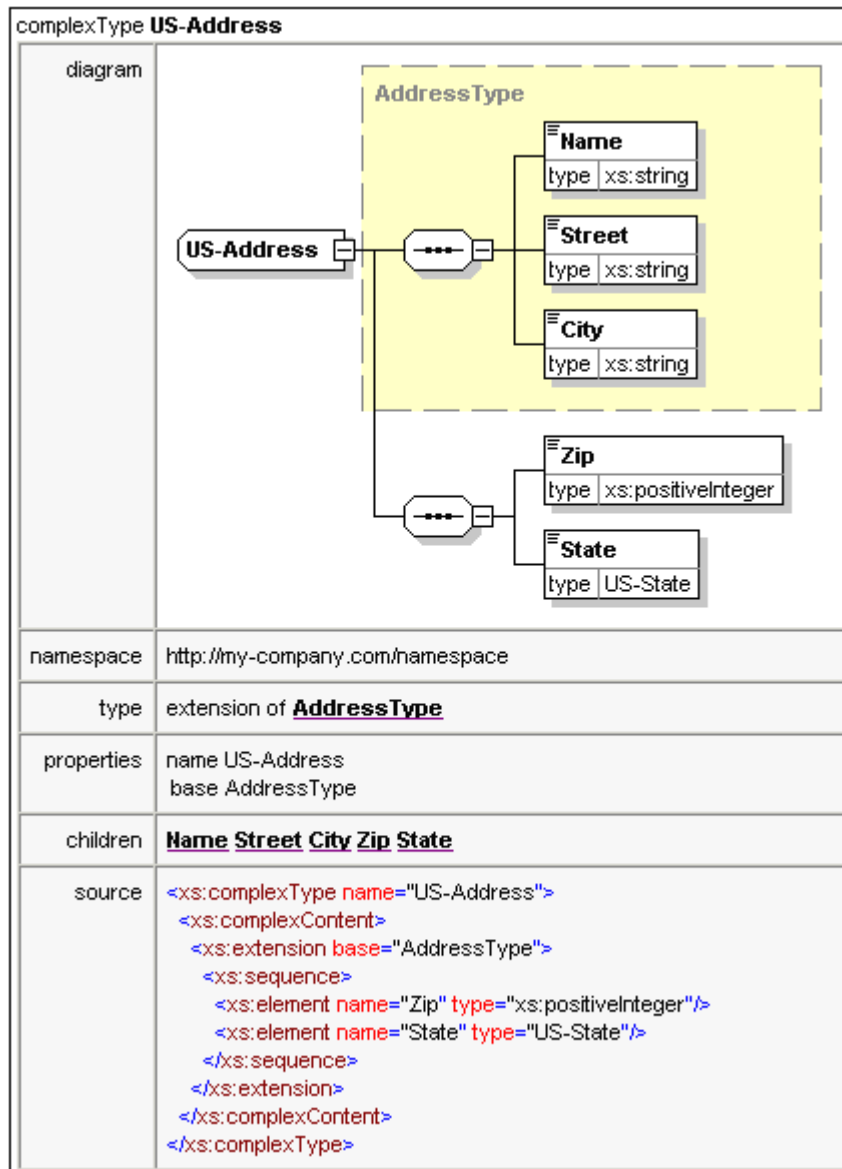 complexType US-Address
diagram
AddressType
Name
type xs:string
US-Address
Street
type xs:string
City
type xs:string
Zip
type xs:positiveInteger
State
type US-State
namespace http://my-company.com/namespace
type extension of AddressType
properties name US-Address
base AddressType
children Name Street City Zip State
source <xs:complexType name="US-Address">
<xs:complexContent>
<xs:extension base="AddressType">
<xs:sequence>
<xs:element name="Zip" type="xs:positiveInteger"/>
<xs:element name="State" type="US-State"/>
</xs:sequence>
</xs:extension>
</xs:complexContent>
</xs:complexType>